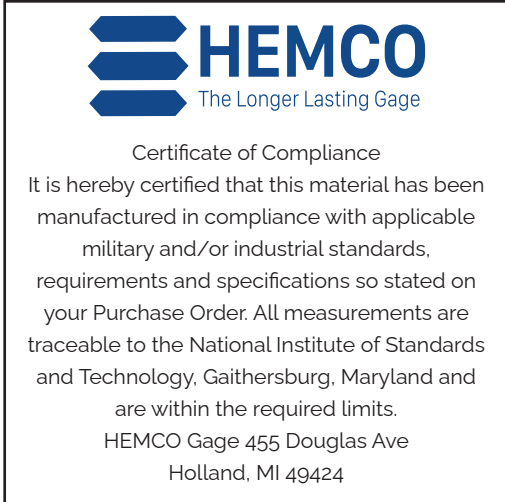 HEMCO
The Longer Lasting Gage
Certificate of Compliance
It is hereby certified that this material has been
manufactured in compliance with applicable
military and/or industrial standards,
requirements and specifications so stated on
your Purchase Order. All measurements are
traceable to the National Institute of Standards
and Technology, Gaithersburg, Maryland and
are within the required limits.
HEMCO Gage 455 Douglas Ave
Holland, MI 49424